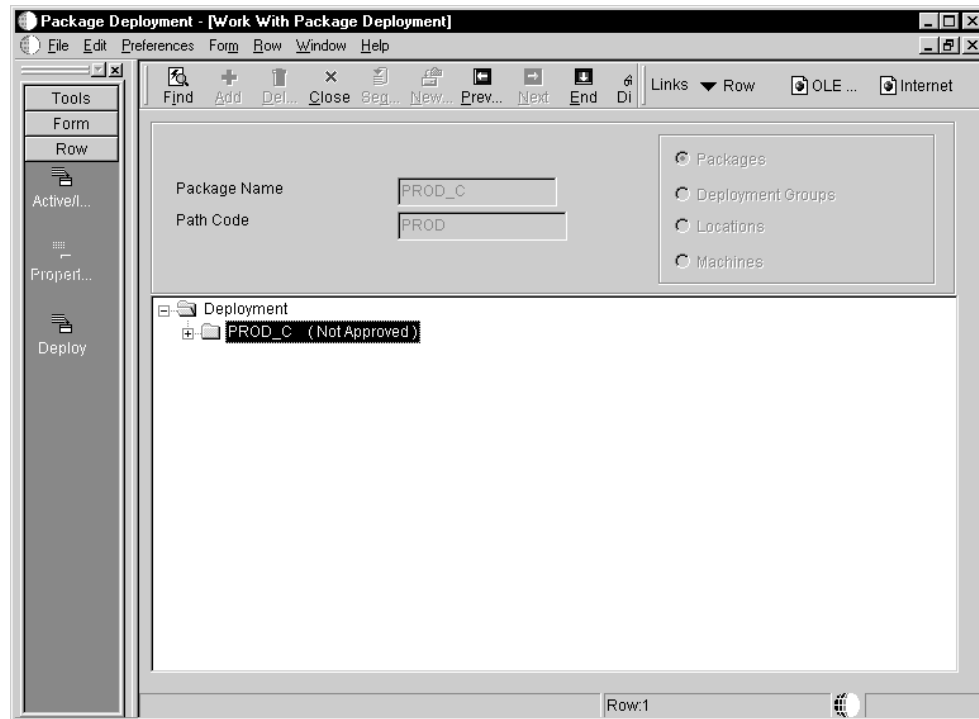 Package Deployment - [Work With Package Deployment]
File Edit Preferences Form Row Window Help
Tools
Form
Row
Active/I...
Propert...
Deploy
Find Add Del... Close Seq... New... Prev... Next End Di Links Row OLE ... Internet
Package Name PROD_C
Path Code PROD
Packages
Deployment Groups
Locations
Machines
Deployment
PROD_C ( Not Approved )
Row:1